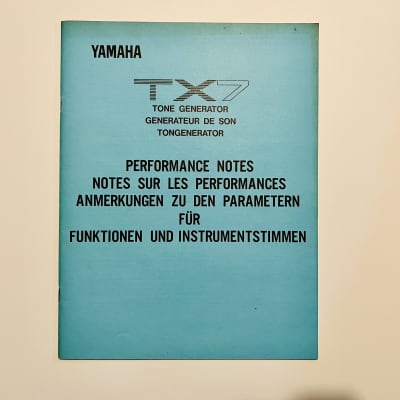 YAMAHA
TX7
TONE GENERATOR
GENERATEUR DE SON
TONGENERATOR
PERFORMANCE NOTES
NOTES SUR LES PERFORMANCES
ANMERKUNGEN ZU DEN PARAMETERN
FÜR
FUNKTIONEN UND INSTRUMENTSTIMMEN